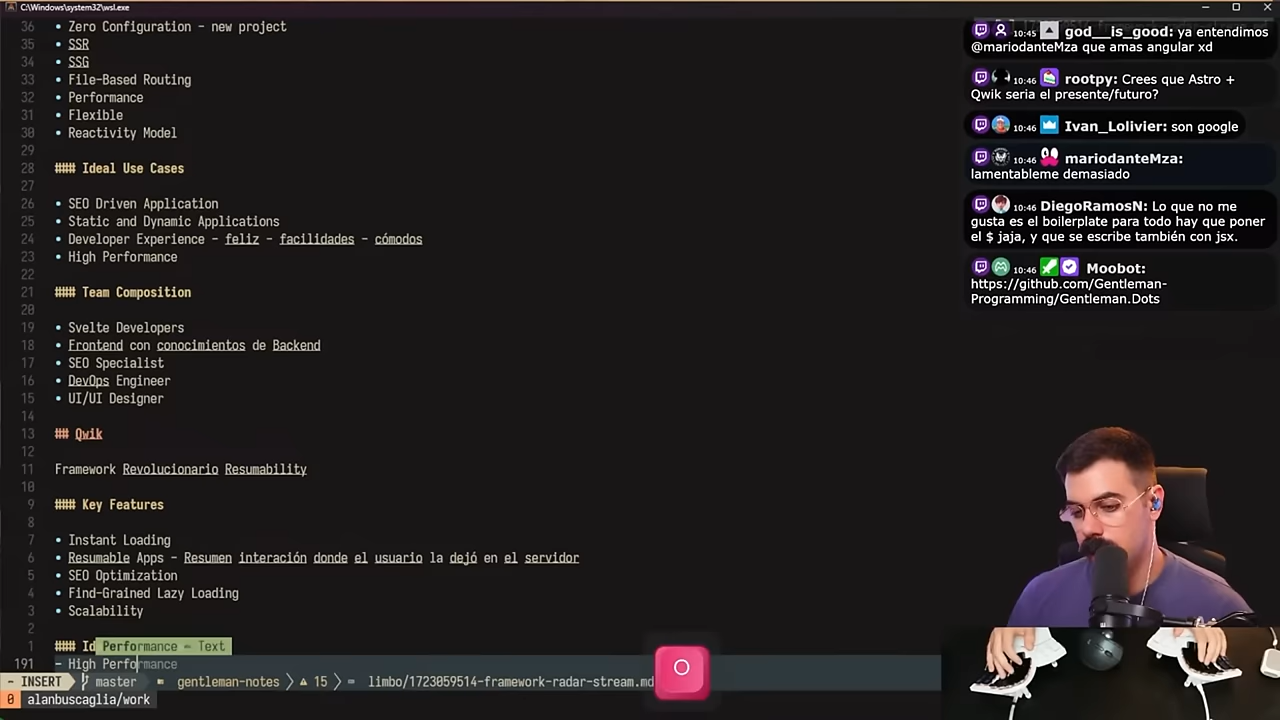 C:\Windows\system32\wsl.exe
36 • Zero Configuration - new project
35 • SSR
34 • SSG
33 • File-Based Routing
32 • Performance
31 • Flexible
30 • Reactivity Model
29
28 ### Ideal Use Cases
27
26 • SEO Driven Application
25 • Static and Dynamic Applications
24 • Developer Experience - feliz - facilidades - cómodos
23 • High Performance
22
21 ### Team Composition
20
19 • Svelte Developers
18 • Frontend con conocimientos de Backend
17 • SEO Specialist
16 • DevOps Engineer
15 • UI/UI Designer
14
13 ## Qwik
12
11 Framework Revolucionario Resumability
10
9 ### Key Features
8
7 • Instant Loading
6 • Resumable Apps - Resumen interación donde el usuario la dejó en el servidor
5 • SEO Optimization
4 • Find-Grained Lazy Loading
3 • Scalability
2
1 ### Id Performance = Text
191 - High Performance
- INSERT master gentleman-notes 15 limbo/1723059514-framework-radar-stream.md
0 alanbuscaglia/work
O
10:45 god__is_good: ya entendimos
@mariodanteMza que amas angular xd
10:46 rootpy: Crees que Astro +
Qwik seria el presente/futuro?
10:46 Ivan_Lolivier: son google
10:46 mariodanteMza:
lamentableme demasiado
10:46 DiegoRamosN: Lo que no me
gusta es el boilerplate para todo hay que poner
el $ jaja, y que se escribe también con jsx.
10:46 Moobot:
https://github.com/Gentleman-
Programming/Gentleman.Dots